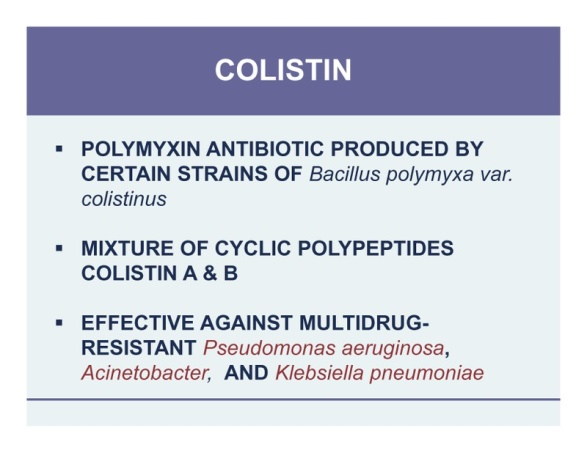 COLISTIN
▪ POLYMYXIN ANTIBIOTIC PRODUCED BY
CERTAIN STRAINS OF Bacillus polymyxa var.
colistinus
▪ MIXTURE OF CYCLIC POLYPEPTIDES
COLISTIN A & B
▪ EFFECTIVE AGAINST MULTIDRUG-
RESISTANT Pseudomonas aeruginosa,
Acinetobacter, AND Klebsiella pneumoniae